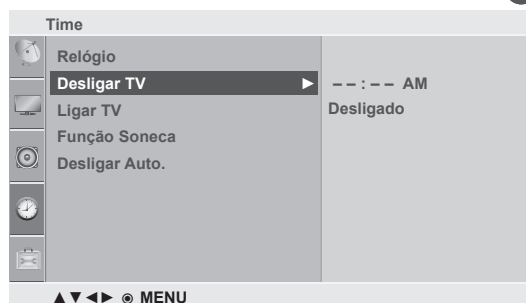 Time
Relógio
Desligar TV ► – – : – – AM
Ligar TV Desligado
Função Soneca
Desligar Auto.
▲▼◄► ◉ MENU